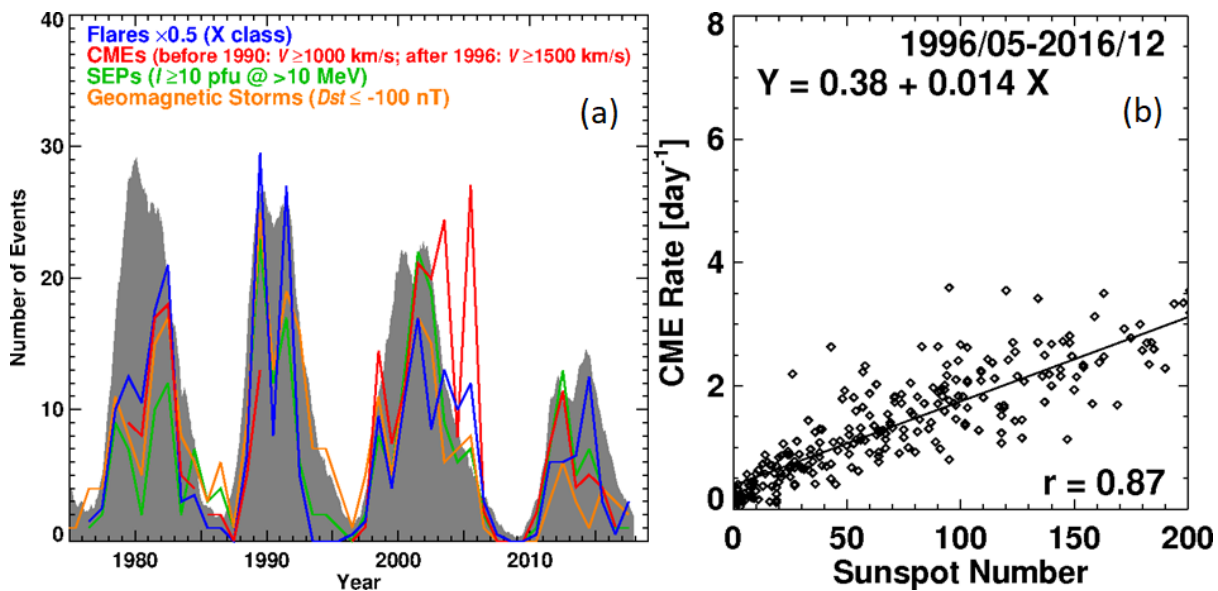 Flares ×0.5 (X class)
CMEs (before 1990: V ≥1000 km/s; after 1996: V ≥1500 km/s)
SEPs (I ≥10 pfu @ >10 MeV)
Geomagnetic Storms (Dst ≤ -100 nT)
(a)
40
30
20
10
0
Number of Events
1980
1990
2000
2010
Year
1996/05-2016/12
Y = 0.38 + 0.014 X
(b)
8
6
4
2
0
CME Rate [day-1]
r = 0.87
0
50
100
150
200
Sunspot Number